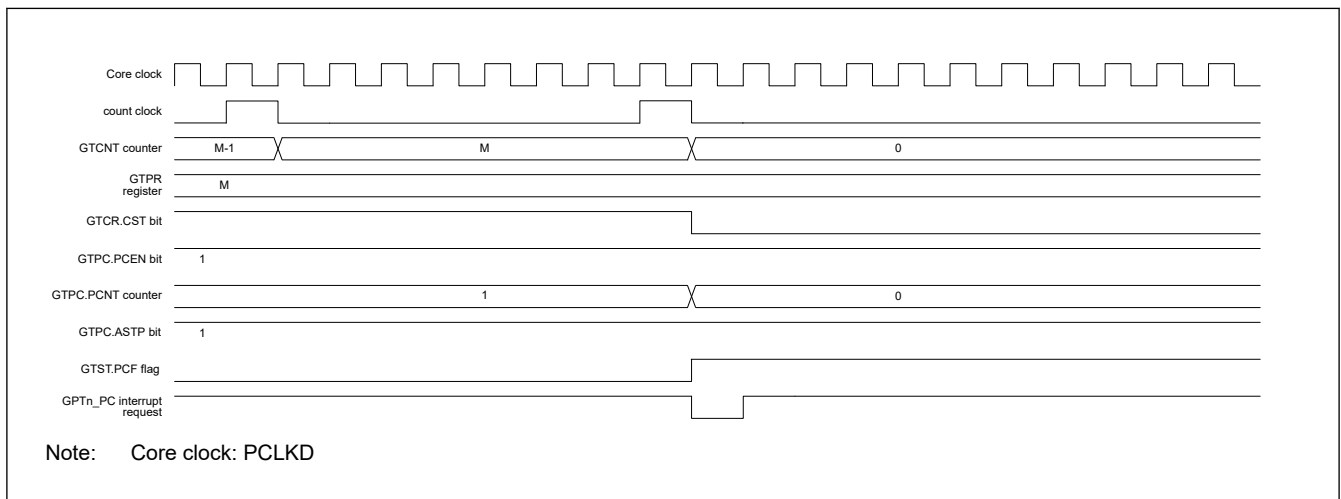 Core clock
count clock
GTCNT counter M-1 M 0
GTPR
register M
GTCR.CST bit
GTPC.PCEN bit 1
GTPC.PCNT counter 1 0
GTPC.ASTP bit 1
GTST.PCF flag
GPTn_PC interrupt
request
Note: Core clock: PCLKD